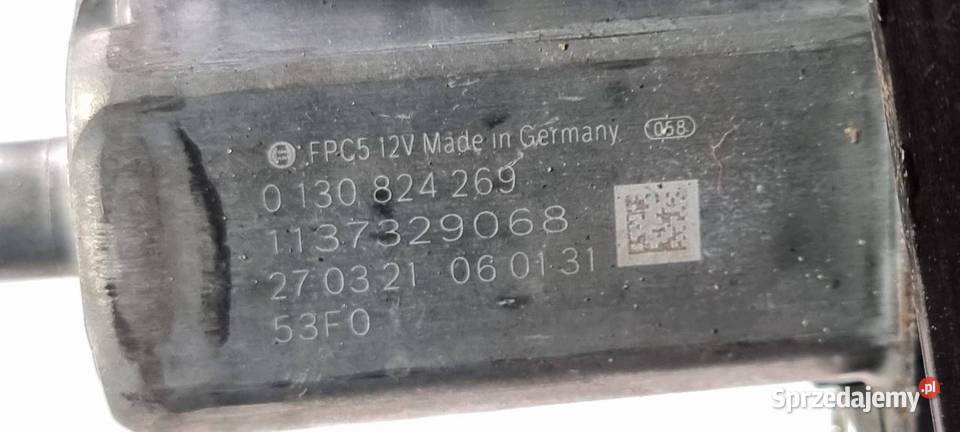 FPC5 12V Made in Germany 058
0 130 824 269
1137329068
27 03 21 06 01 31
53F0
Sprzedajemy.pl